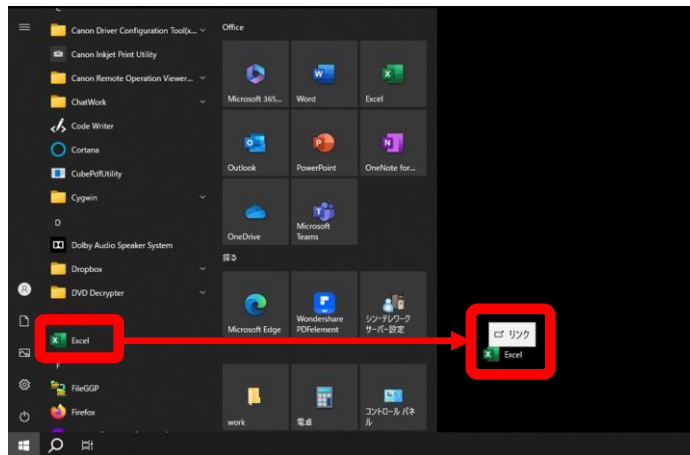 Canon Driver Configuration Tool(x...
Canon Inkjet Print Utility
Canon Remote Operation Viewer...
ChatWork
Code Writer
Cortana
CubePdfUtility
Cygwin
D
Dolby Audio Speaker System
Dropbox
DVD Decrypter
Excel
F
FileGGP
Firefox
Office
Microsoft 365...
Word
Excel
Outlook
PowerPoint
OneNote for...
OneDrive
Microsoft
Teams
探る
Microsoft Edge
Wondershare
PDFelement
シン・テレワーク
サーバー設定
work
電卓
コントロール パネ
ル
リンク
Excel